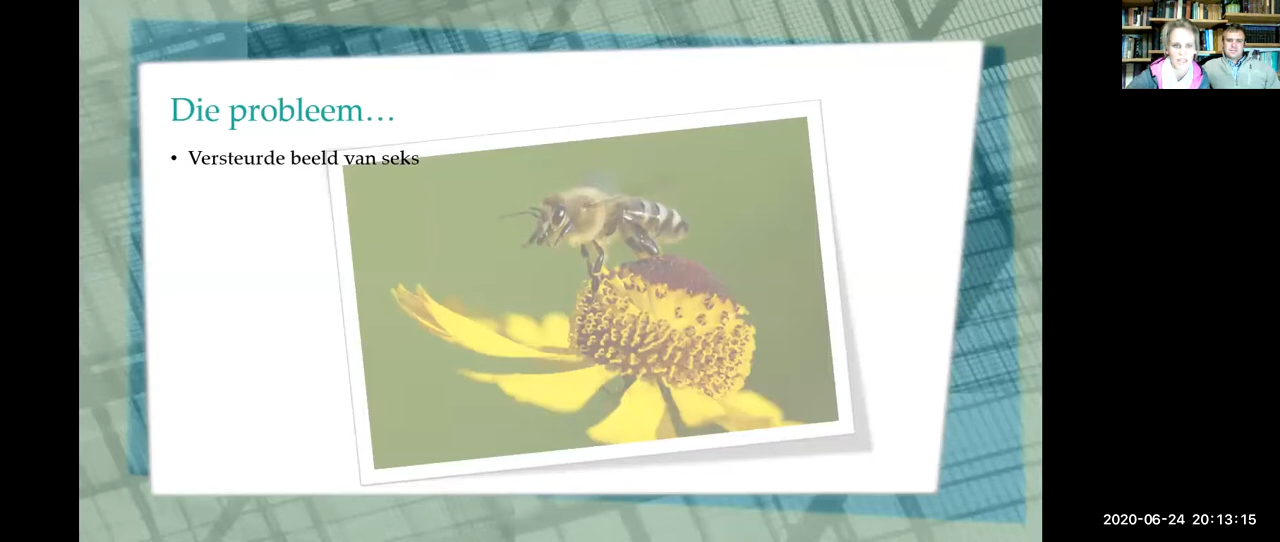 Die probleem…
• Versteurde beeld van seks
2020-06-24 20:13:15